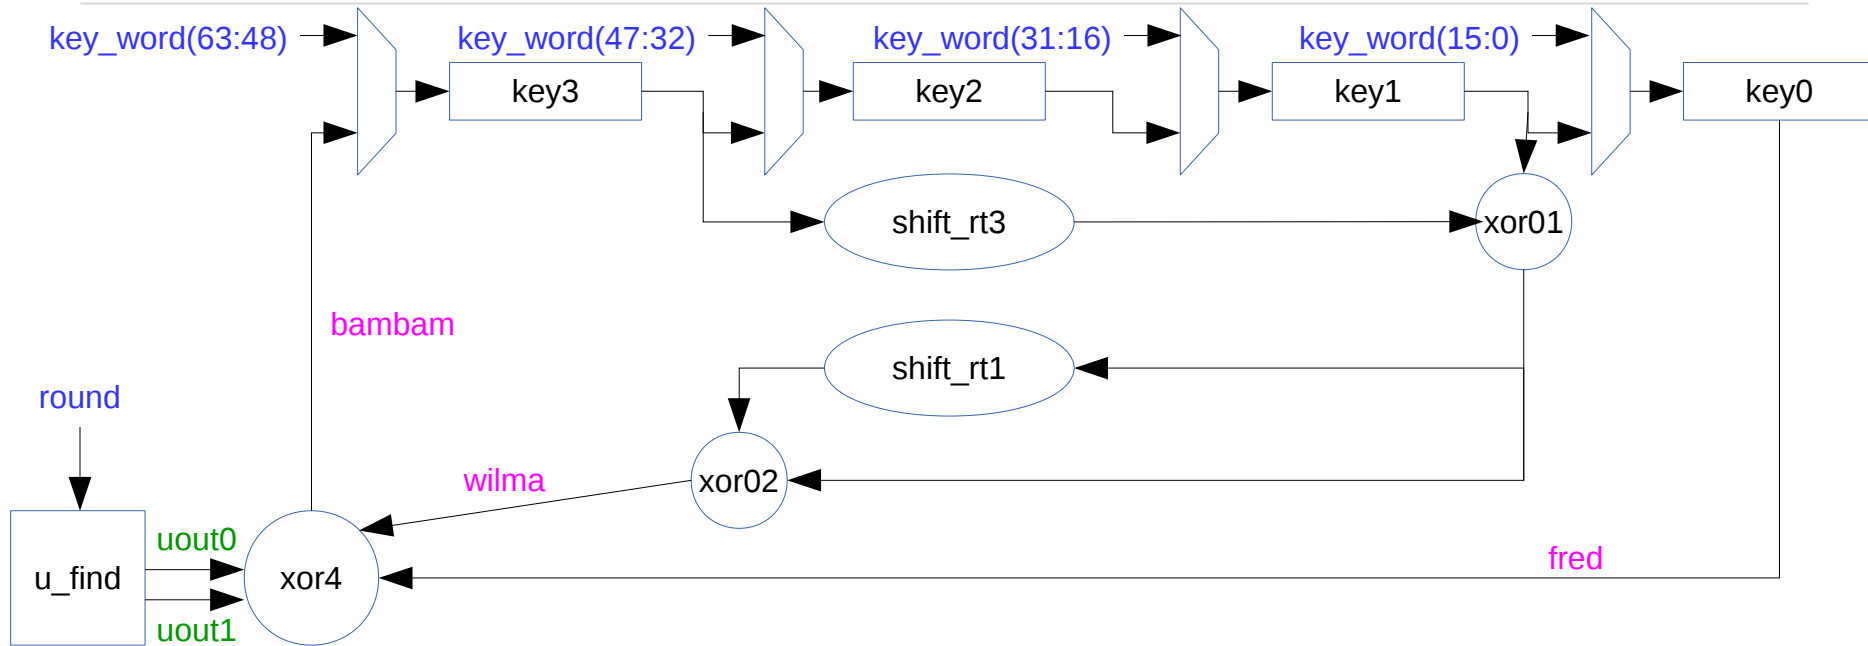 key_word(63:48)
key_word(47:32)
key_word(31:16)
key_word(15:0)
key3
key2
key1
key0
shift_rt3
xor01
bambam
shift_rt1
round
wilma
xor02
uout0
fred
u_find
xor4
uout1